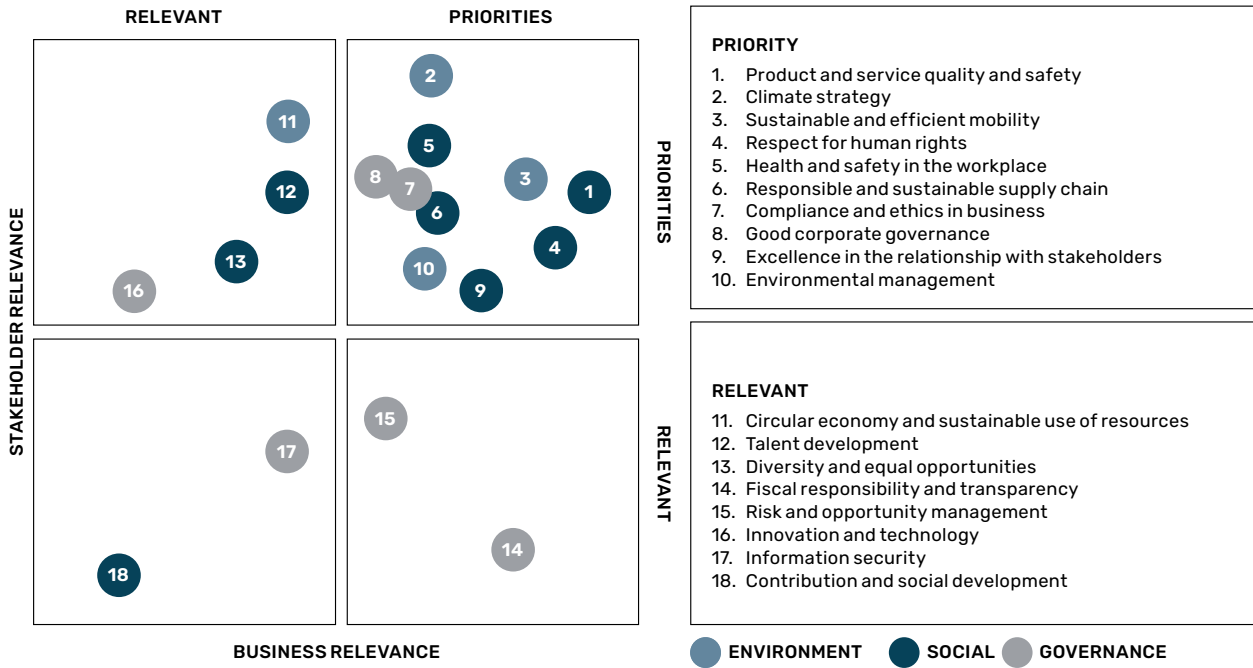 RELEVANT
PRIORITIES
STAKEHOLDER RELEVANCE
2
11
5
8
7
3
12
1
6
4
13
10
16
9
PRIORITIES
15
17
14
18
RELEVANT
BUSINESS RELEVANCE
PRIORITY
1. Product and service quality and safety
2. Climate strategy
3. Sustainable and efficient mobility
4. Respect for human rights
5. Health and safety in the workplace
6. Responsible and sustainable supply chain
7. Compliance and ethics in business
8. Good corporate governance
9. Excellence in the relationship with stakeholders
10. Environmental management
RELEVANT
11. Circular economy and sustainable use of resources
12. Talent development
13. Diversity and equal opportunities
14. Fiscal responsibility and transparency
15. Risk and opportunity management
16. Innovation and technology
17. Information security
18. Contribution and social development
ENVIRONMENT
SOCIAL
GOVERNANCE